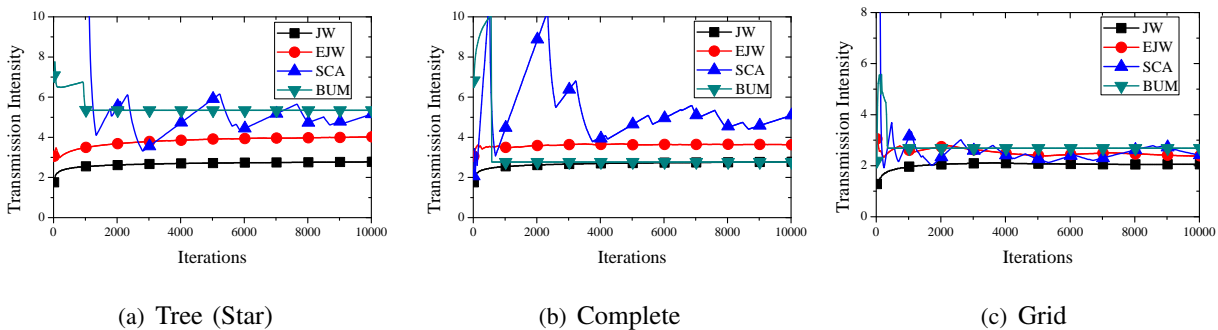 Transmission Intensity
10
8
6
4
2
0
0 2000 4000 6000 8000 10000
Iterations
JW
EJW
SCA
BUM
(a) Tree (Star)
Transmission Intensity
10
8
6
4
2
0
0 2000 4000 6000 8000 10000
Iterations
JW
EJW
SCA
BUM
(b) Complete
Transmission Intensity
8
6
4
2
0
0 2000 4000 6000 8000 10000
Iterations
JW
EJW
SCA
BUM
(c) Grid